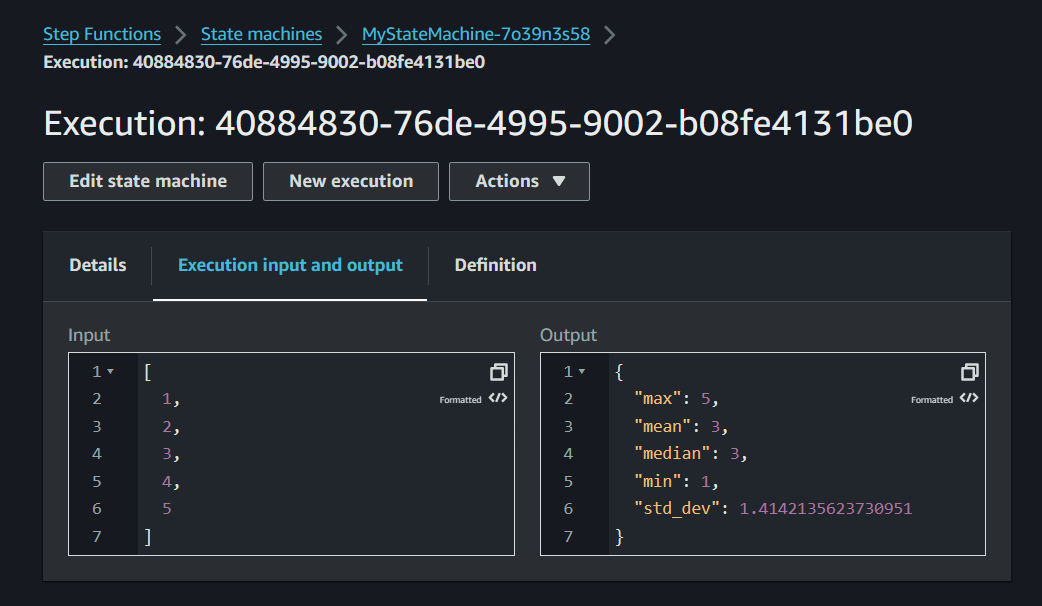 Step Functions > State machines > MyStateMachine-7o39n3s58 >
Execution: 40884830-76de-4995-9002-b08fe4131be0
Execution: 40884830-76de-4995-9002-b08fe4131be0
Edit state machine New execution Actions ▼
Details Execution input and output Definition
Input
1 [
2 1,
3 2,
4 3,
5 4,
6 5
7 ]
Formatted </>
Output
1 {
2 "max": 5,
3 "mean": 3,
4 "median": 3,
5 "min": 1,
6 "std_dev": 1.4142135623730951
7 }
Formatted </>